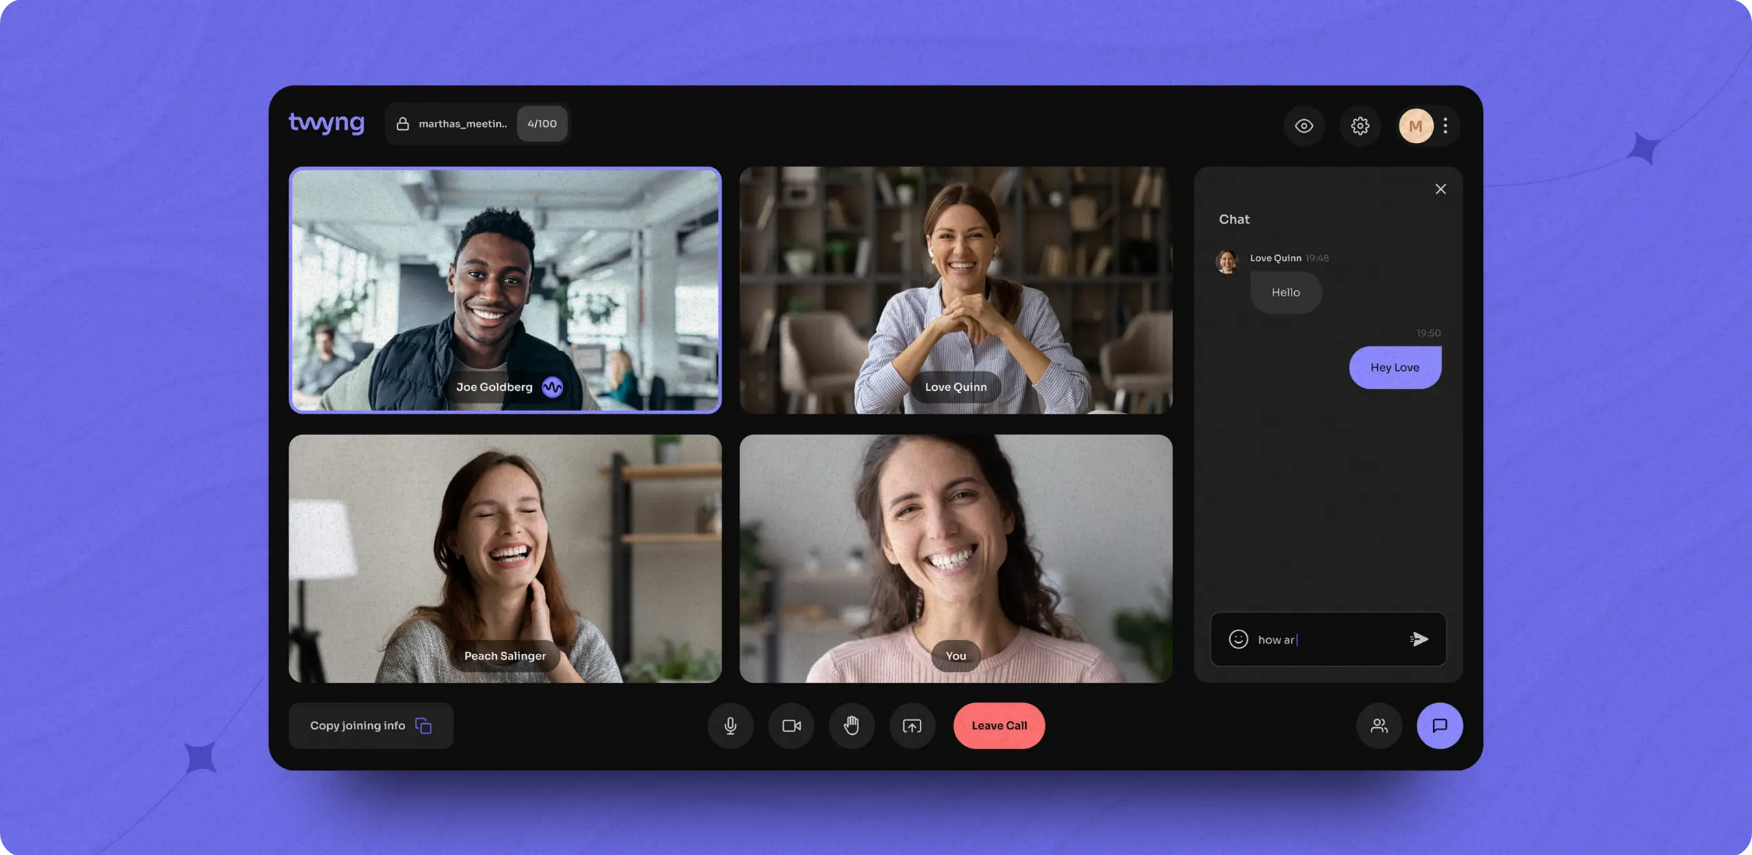 twyng
marthas_meetin..
4/100
M
Joe Goldberg
Love Quinn
Peach Salinger
You
Chat
Love Quinn 19:48
Hello
19:50
Hey Love
how ar
Copy joining info
Leave Call